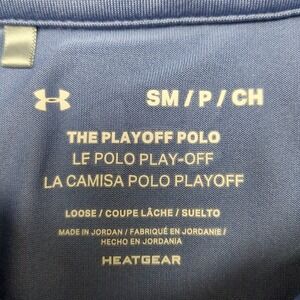 SM / P / CH
THE PLAYOFF POLO
LE POLO PLAY-OFF
LA CAMISA POLO PLAYOFF
LOOSE / COUPE LÂCHE / SUELTO
MADE IN JORDAN / FABRIQUÉ EN JORDANIE /
HECHO EN JORDANIA
HEATGEAR